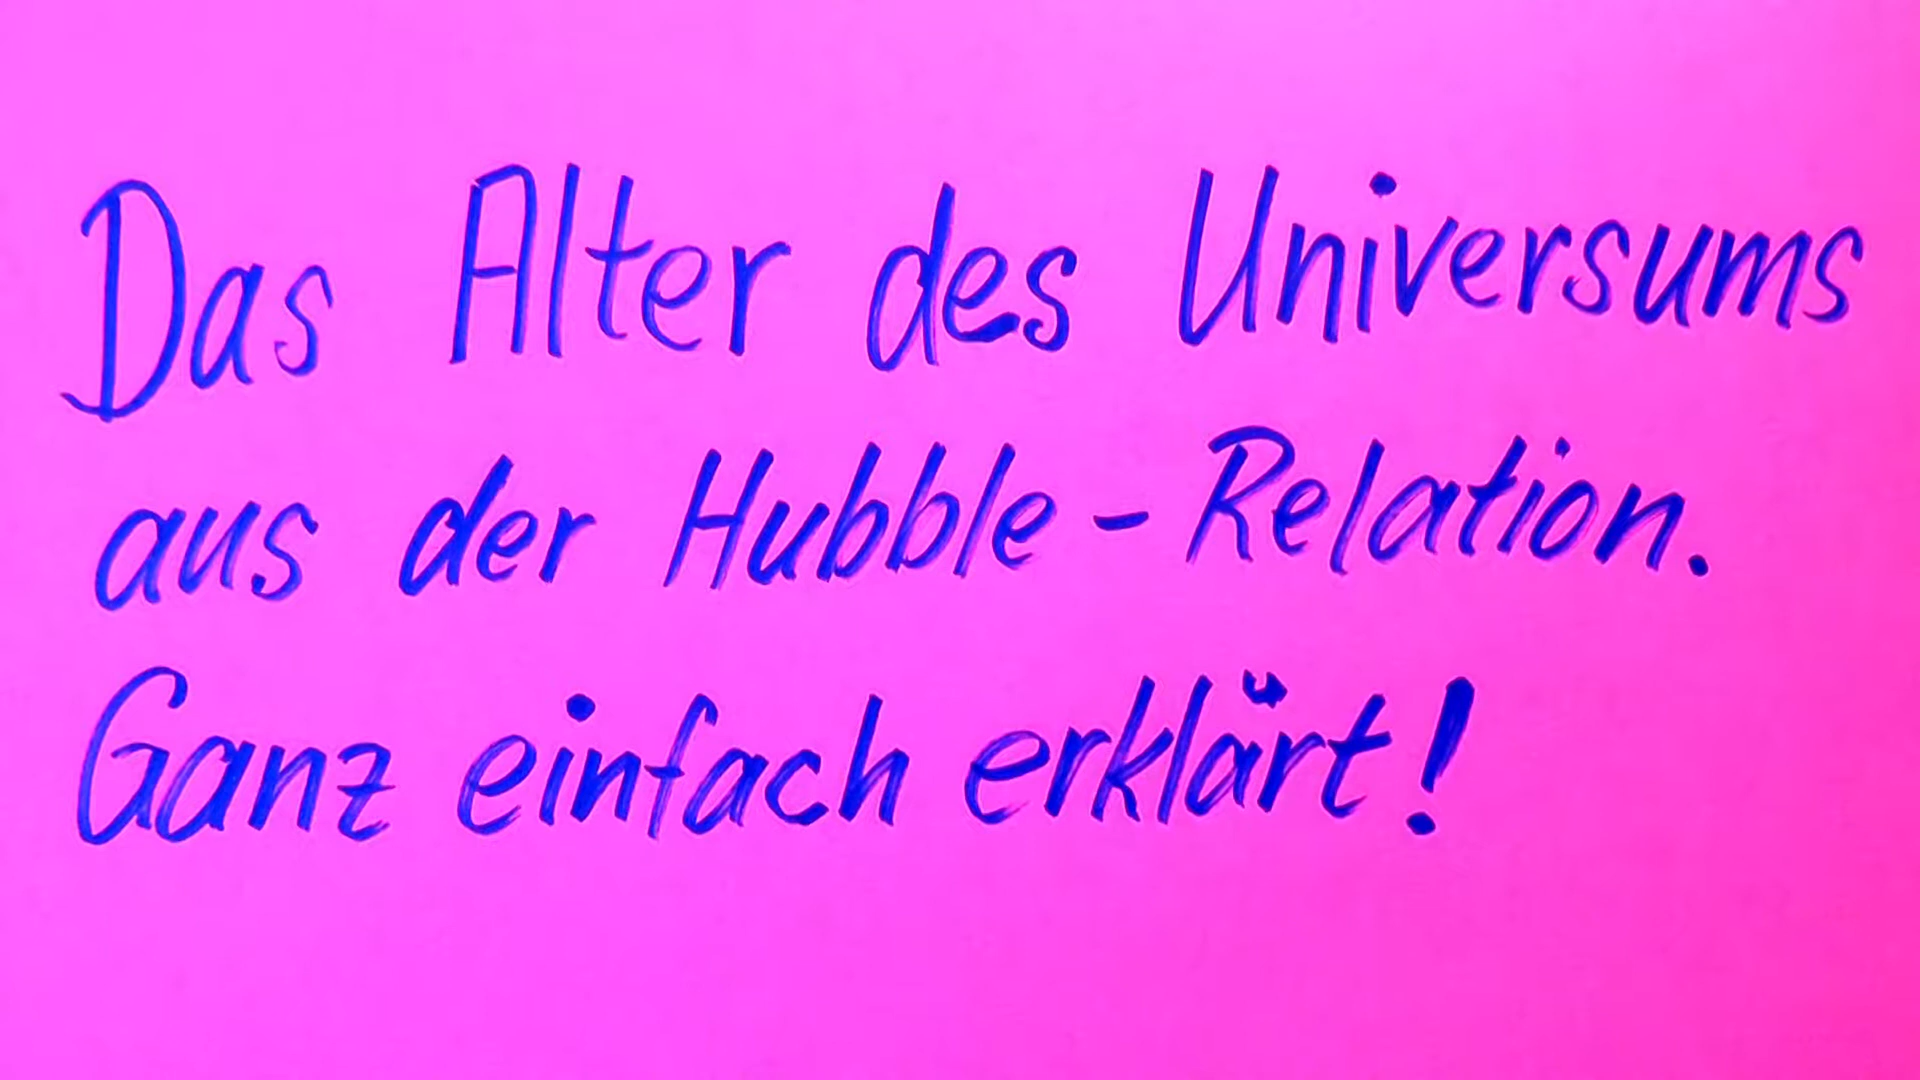 Das Alter des Universums
aus der Hubble-Relation.
Ganz einfach erklärt!